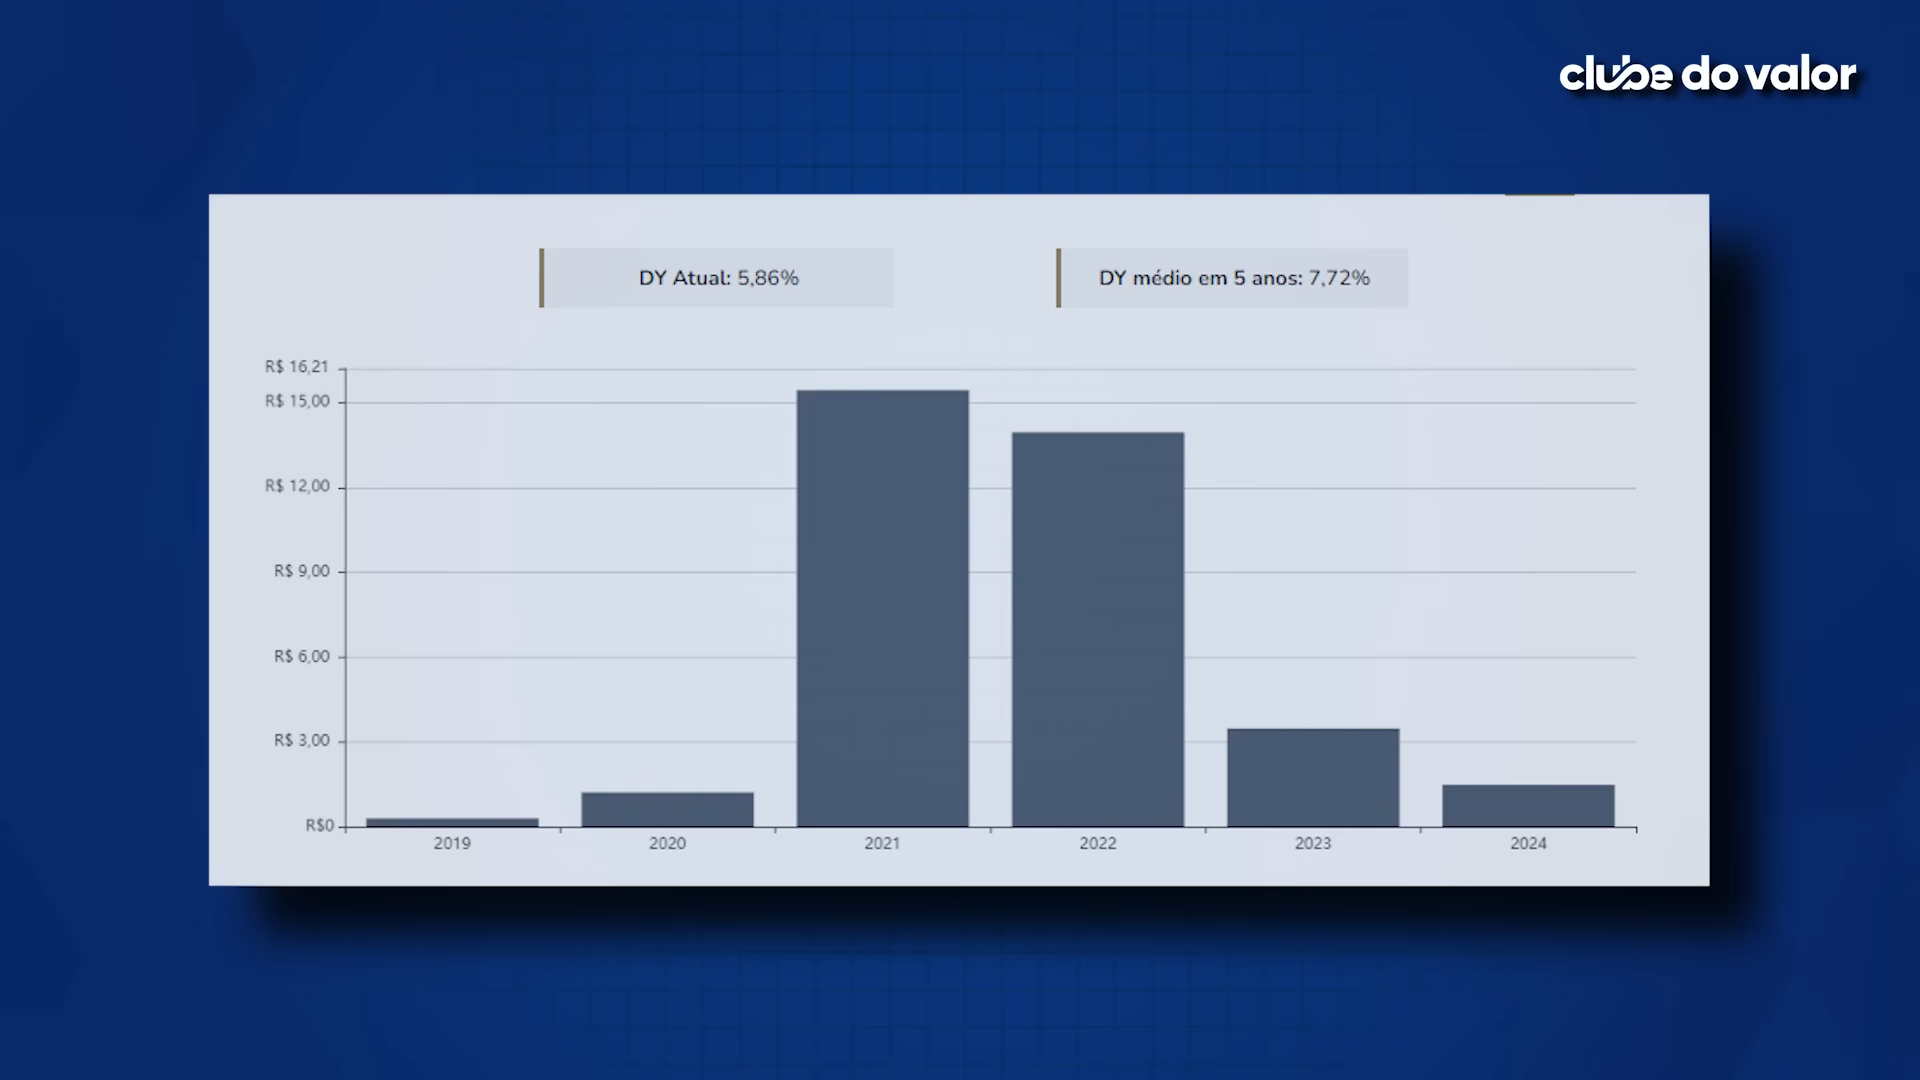 clube do valor
DY Atual: 5,86%
DY médio em 5 anos: 7,72%
R$ 16,21
R$ 15,00
R$ 12,00
R$ 9,00
R$ 6,00
R$ 3,00
R$0
2019 2020 2021 2022 2023 2024